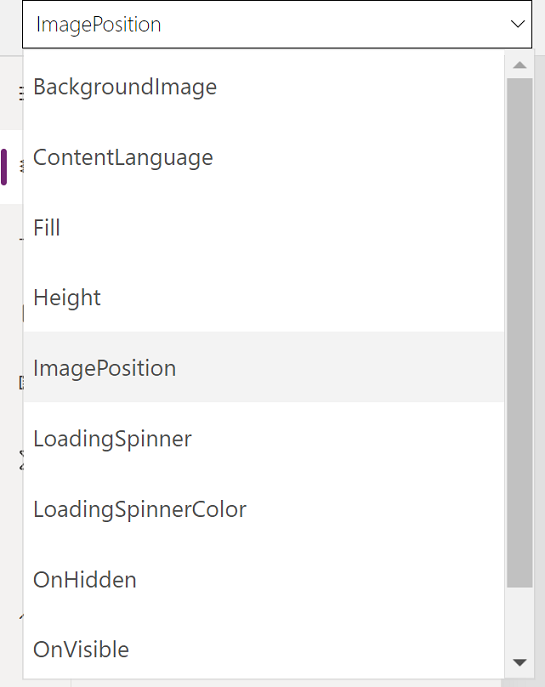 ImagePosition
BackgroundImage
ContentLanguage
Fill
Height
ImagePosition
LoadingSpinner
LoadingSpinnerColor
OnHidden
OnVisible